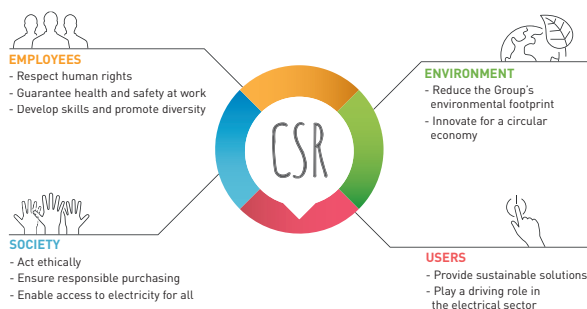 EMPLOYEES
- Respect human rights
- Guarantee health and safety at work
- Develop skills and promote diversity
ENVIRONMENT
- Reduce the Group's
environmental footprint
- Innovate for a circular
economy
CSR
SOCIETY
- Act ethically
- Ensure responsible purchasing
- Enable access to electricity for all
USERS
- Provide sustainable solutions
- Play a driving role in
the electrical sector